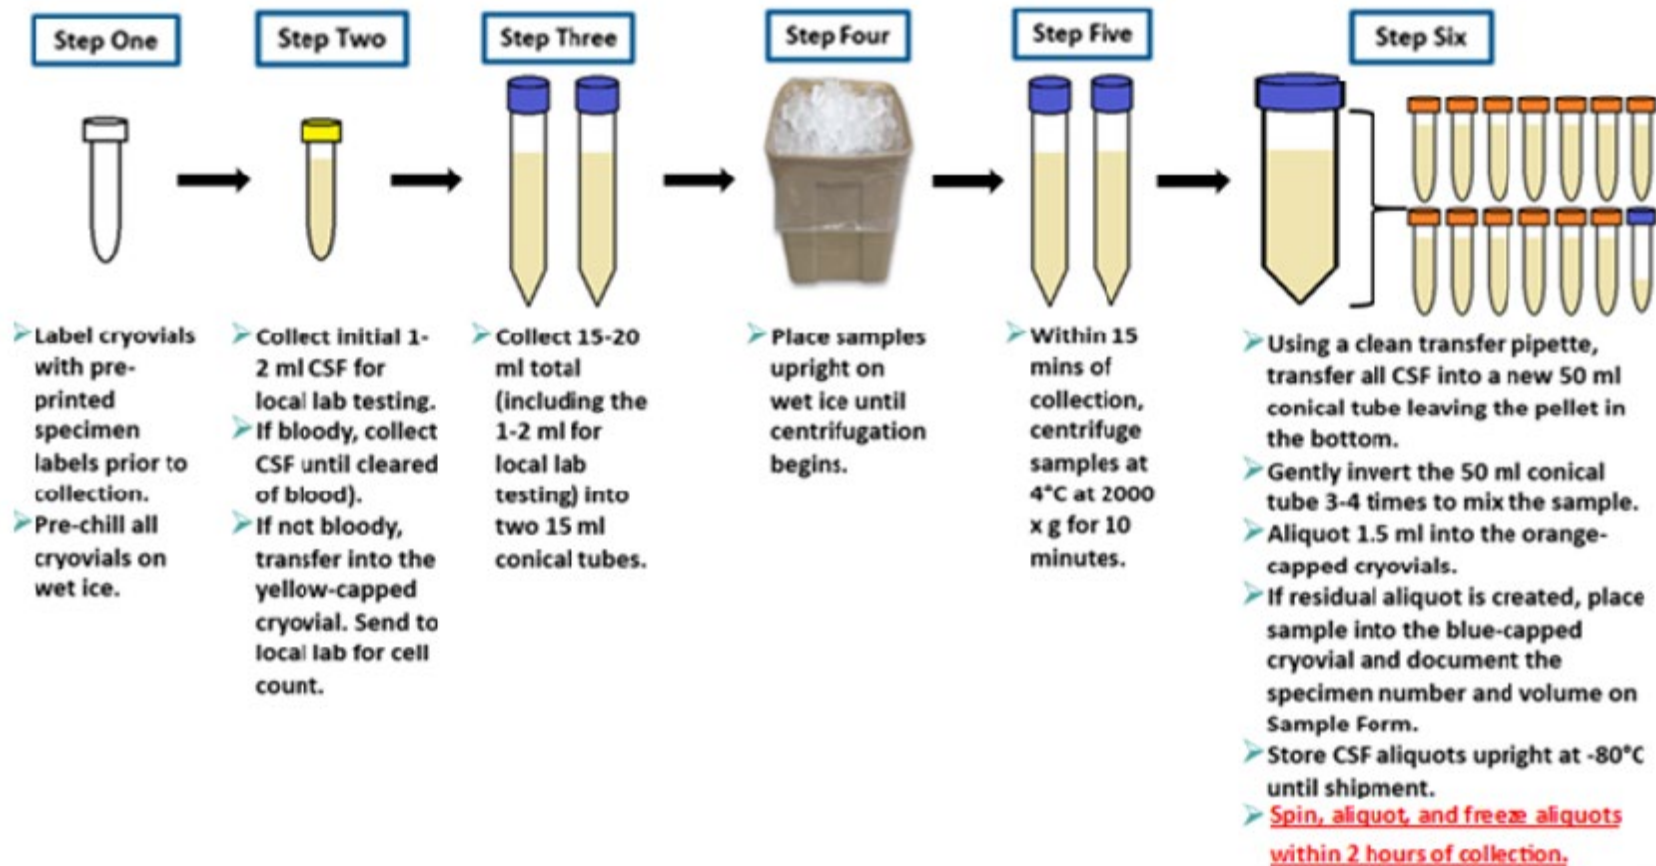 Step One
Step Two
Step Three
Step Four
Step Five
Step Six
Label cryovials
with pre-
printed
specimen
labels prior to
collection.
Pre-chill all
cryovials on
wet ice.
Collect initial 1-
2 ml CSF for
local lab testing.
If bloody, collect
CSF until cleared
of blood).
If not bloody,
transfer into the
yellow-capped
cryovial. Send to
local lab for cell
count.
Collect 15-20
ml total
(including the
1-2 ml for
local lab
testing) into
two 15 ml
conical tubes.
Place samples
upright on
wet ice until
centrifugation
begins.
Within 15
mins of
collection,
centrifuge
samples at
4°C at 2000
x g for 10
minutes.
Using a clean transfer pipette,
transfer all CSF into a new 50 ml
conical tube leaving the pellet in
the bottom.
Gently invert the 50 ml conical
tube 3-4 times to mix the sample.
Aliquot 1.5 ml into the orange-
capped cryovials.
If residual aliquot is created, place
sample into the blue-capped
cryovial and document the
specimen number and volume on
Sample Form.
Store CSF aliquots upright at -80°C
until shipment.
Spin, aliquot, and freeze aliquots
within 2 hours of collection.